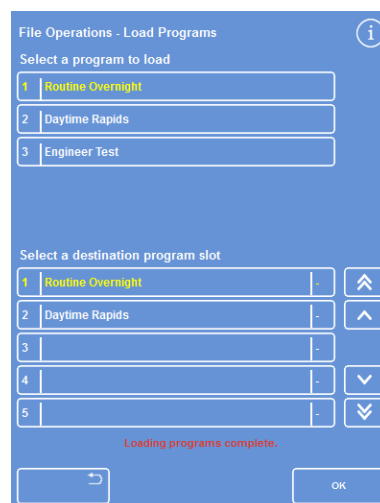 File Operations - Load Programs
i
Select a program to load
1 Routine Overnight
2 Daytime Rapids
3 Engineer Test
Select a destination program slot
1 Routine Overnight -
2 Daytime Rapids -
3 -
4 -
5 -
Loading programs complete.
OK